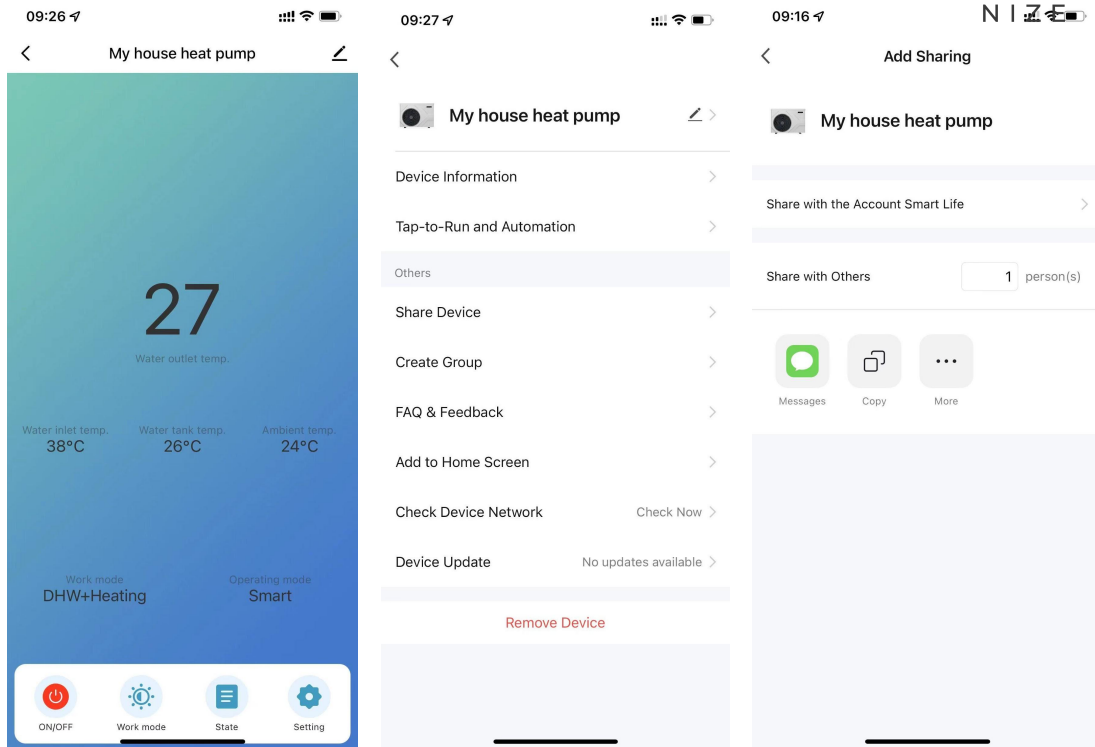 09:26
My house heat pump
27
Water outlet temp.
Water inlet temp. Water tank temp. Ambient temp.
38°C 26°C 24°C
Work mode Operating mode
DHW+Heating Smart
ON/OFF Work mode State Setting
09:27
My house heat pump
Device Information
Tap-to-Run and Automation
Others
Share Device
Create Group
FAQ & Feedback
Add to Home Screen
Check Device Network Check Now
Device Update No updates available
Remove Device
09:16
NIZE
Add Sharing
My house heat pump
Share with the Account Smart Life
Share with Others 1 person(s)
Messages Copy More